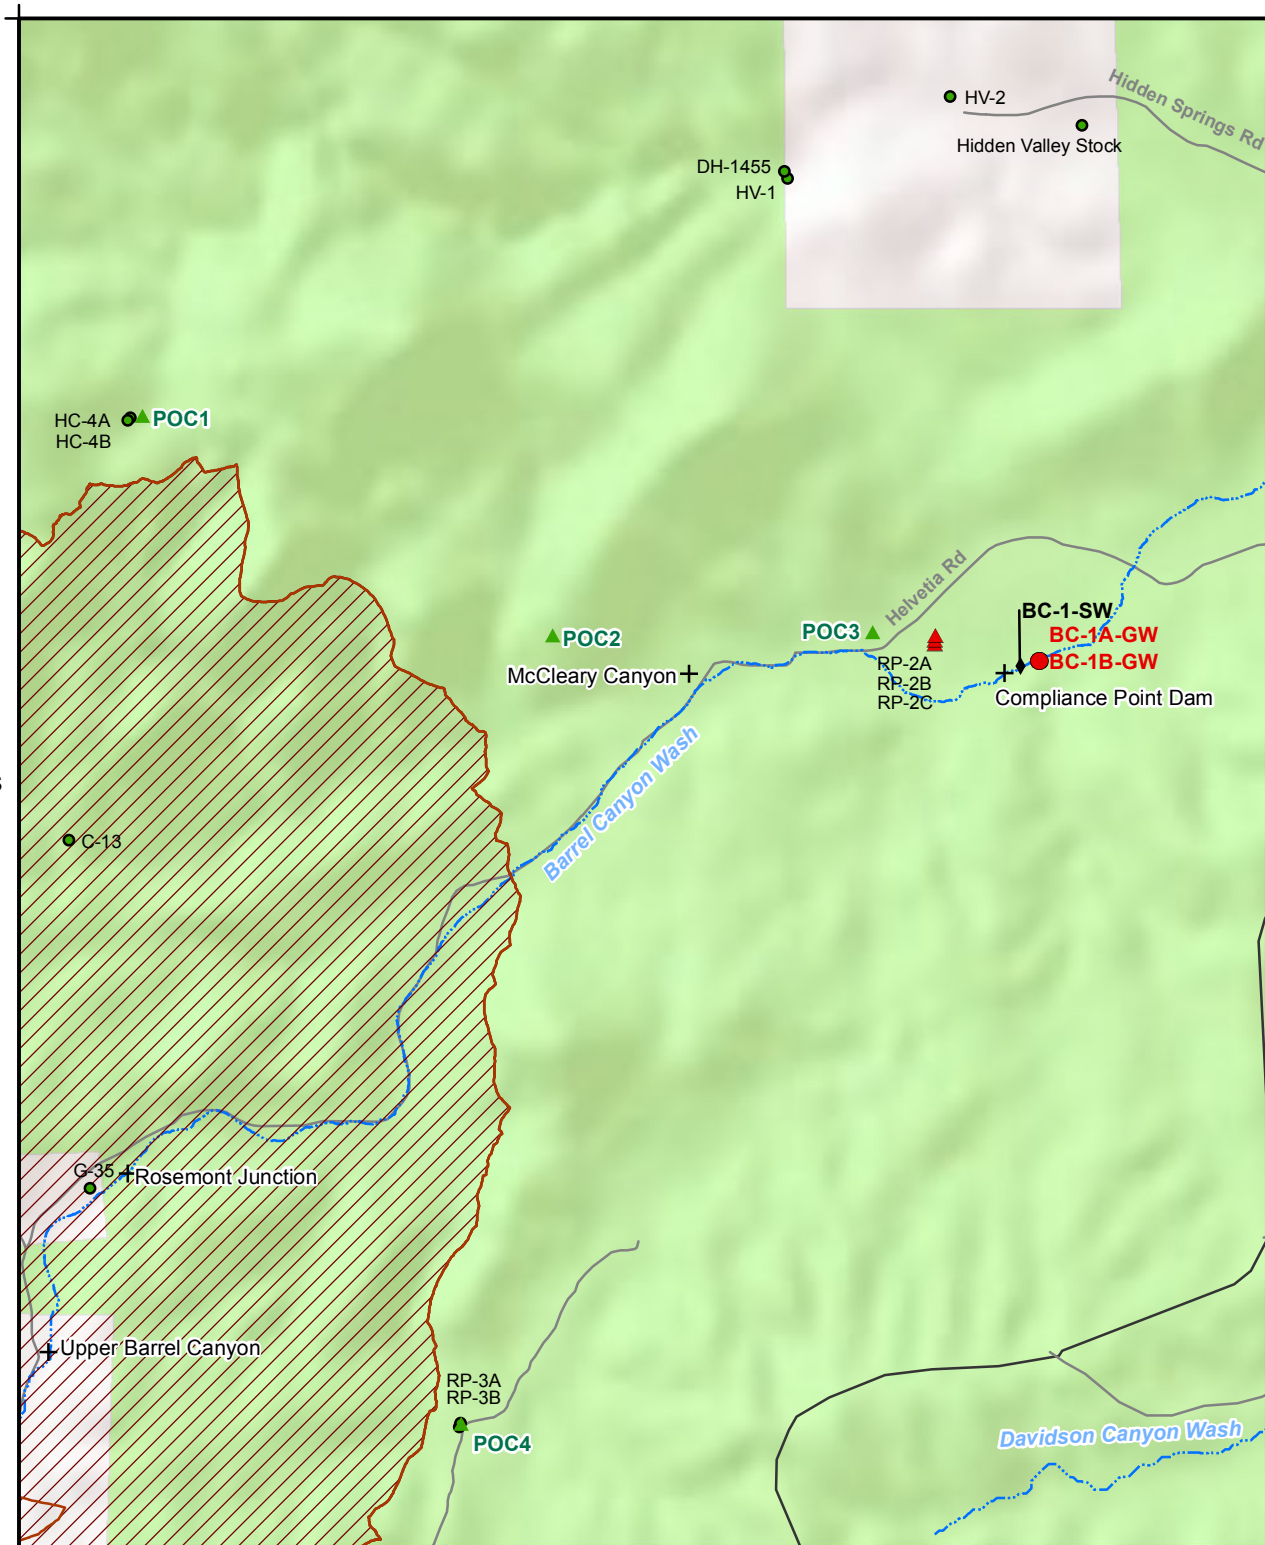 HV-2
Hidden Springs Rd
Hidden Valley Stock
DH-1455
HV-1
HC-4A
HC-4B
POC1
Helvetia Rd
BC-1-SW
POC2
POC3
BC-1A-GW
BC-1B-GW
RP-2A
RP-2B
RP-2C
McCleary Canyon
Compliance Point Dam
Barrel Canyon Wash
C-13
G-35
Rosemont Junction
Upper Barrel Canyon
RP-3A
RP-3B
POC4
Davidson Canyon Wash